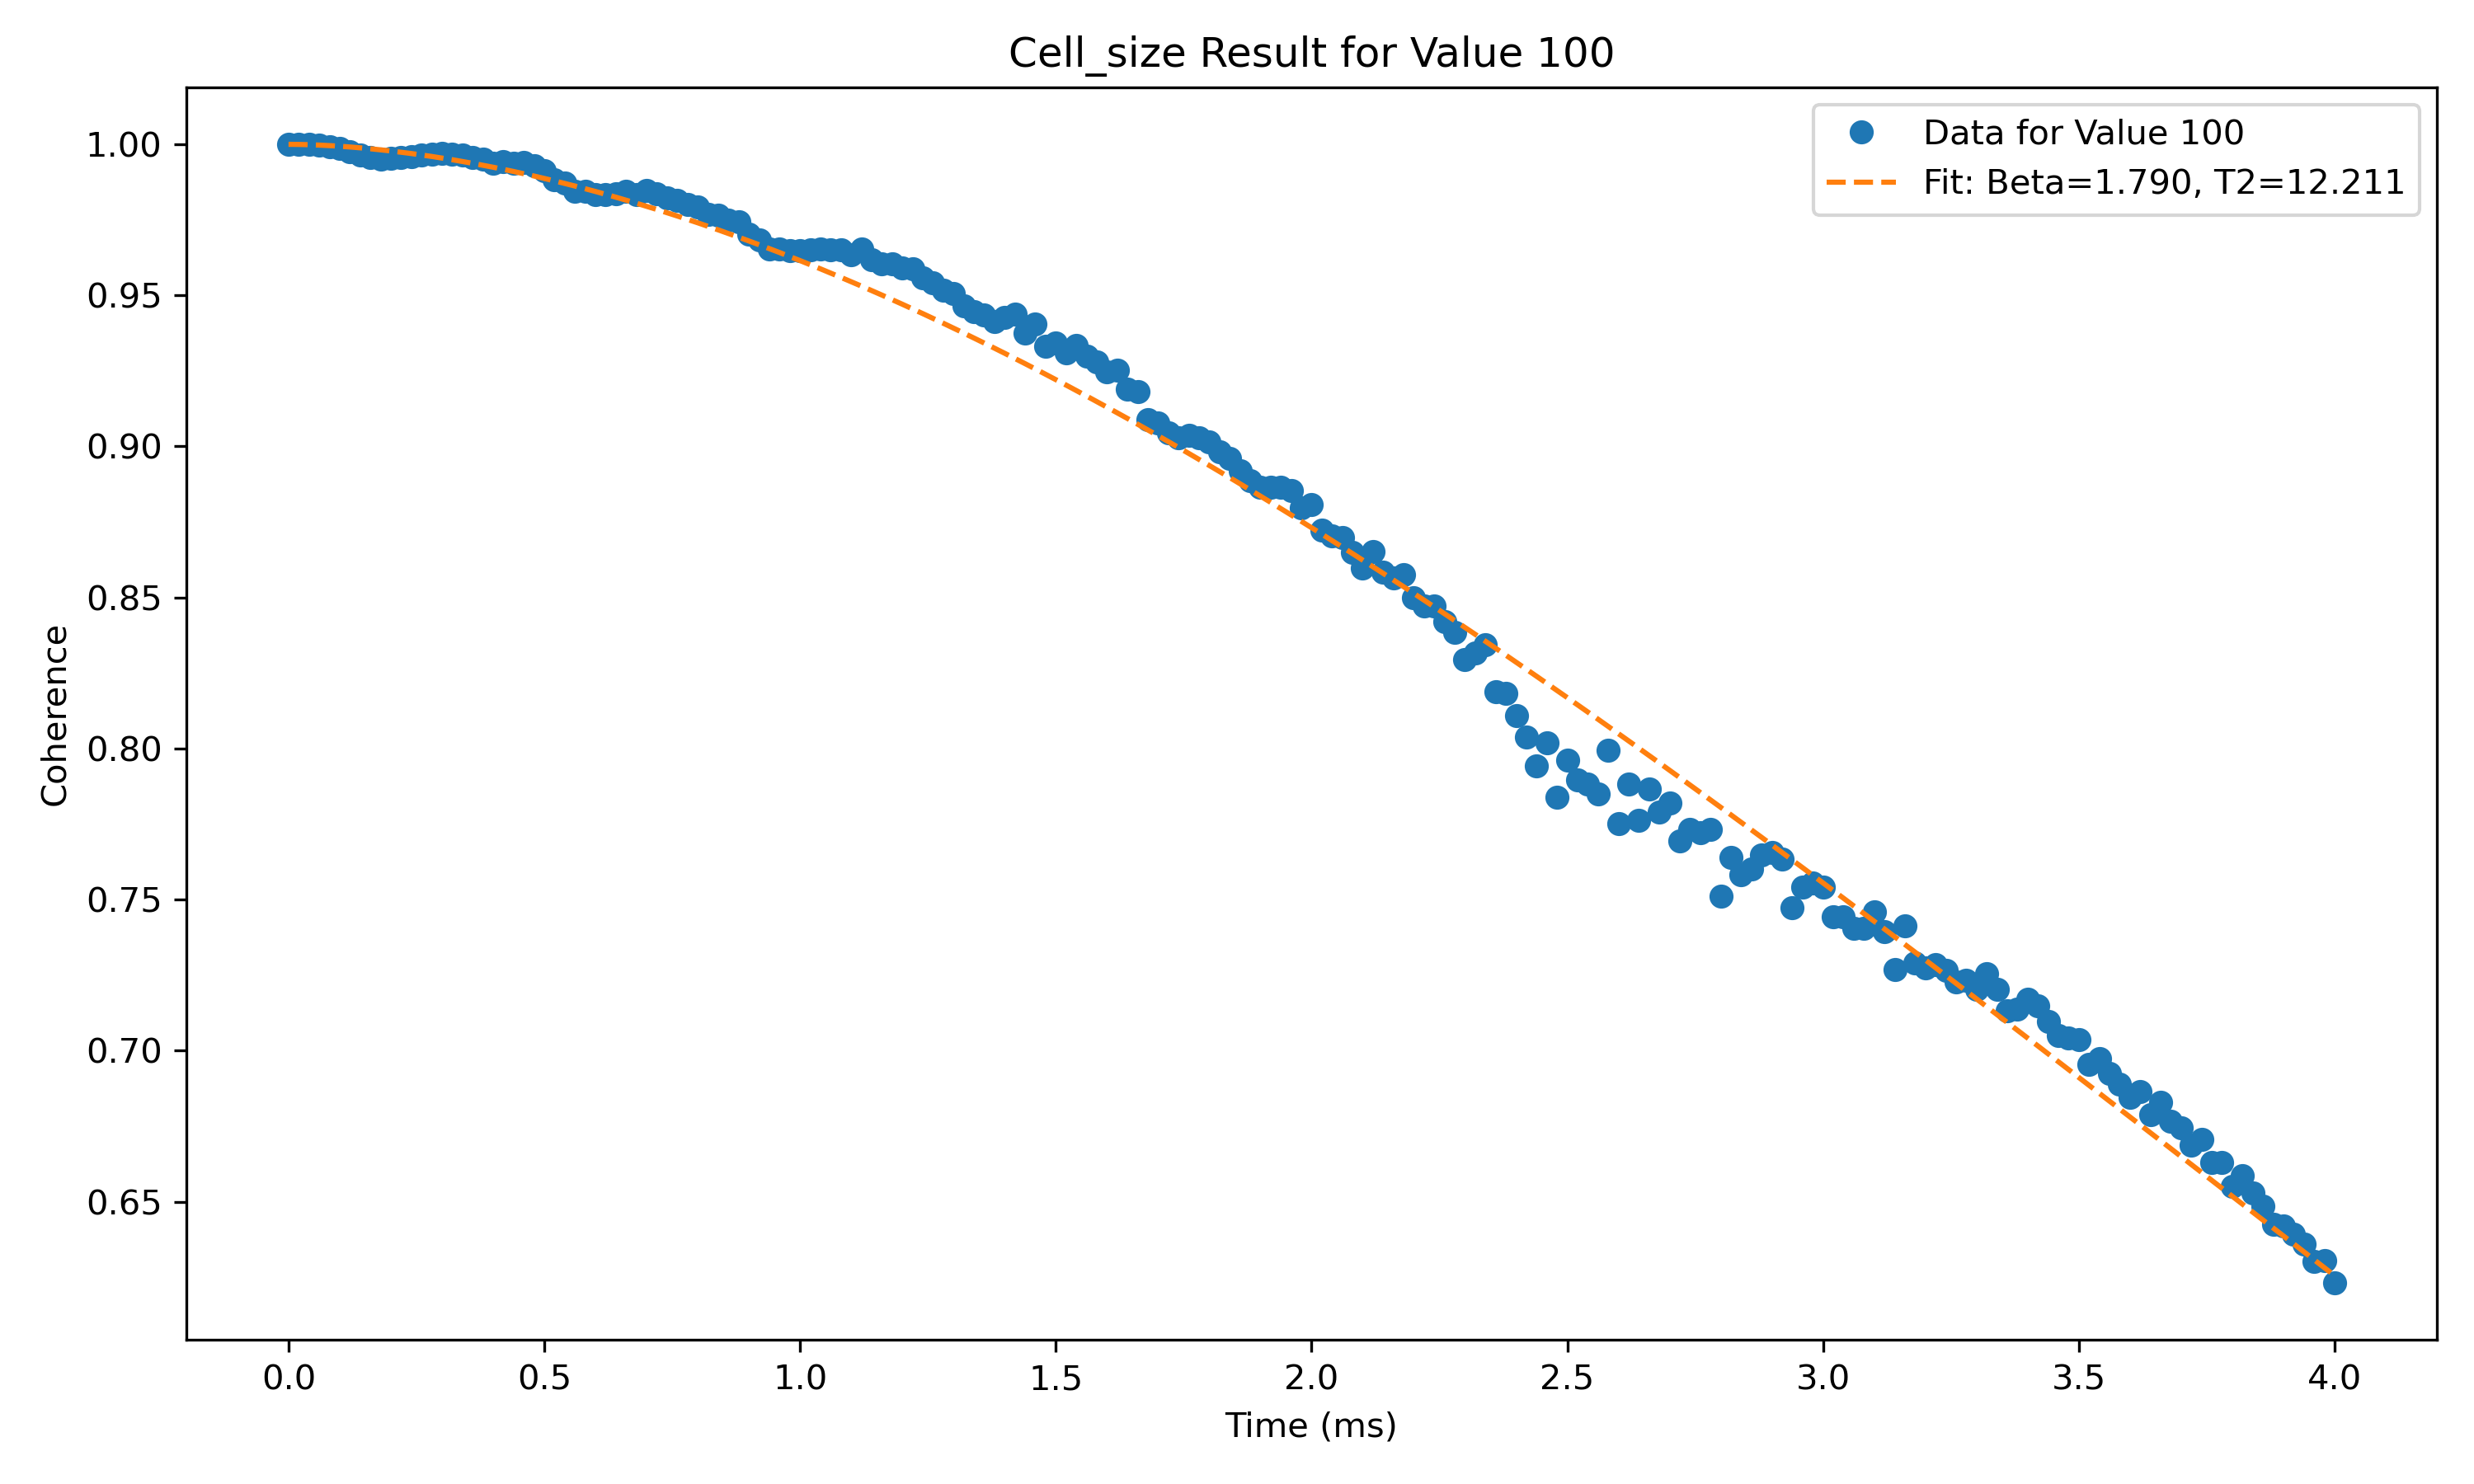 Cell_size Result for Value 100
Data for Value 100
Fit: Beta=1.790, T2=12.211
1.00
0.95
0.90
0.85
0.80
0.75
0.70
0.65
Coherence
0.0 0.5 1.0 1.5 2.0 2.5 3.0 3.5 4.0
Time (ms)